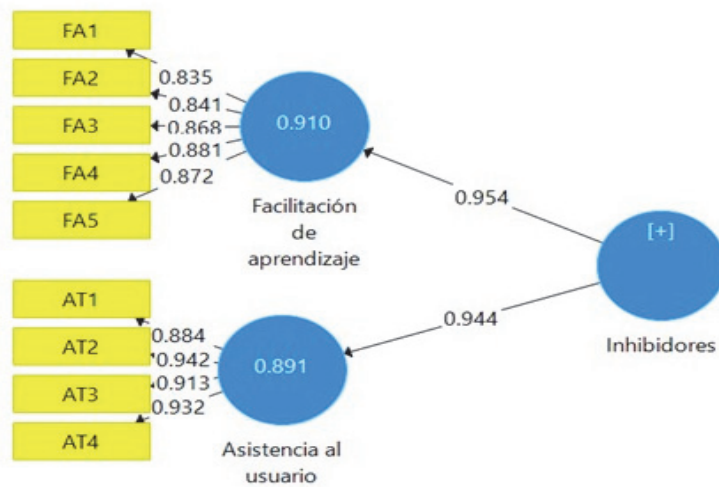 FA1
0.835
FA2
0.841
FA3
0.868
FA4
0.881
FA5
0.872
0.910
Facilitación
de
aprendizaje
0.954
[+]
Inhibidores
0.944
AT1
0.884
AT2
0.942
AT3
0.913
AT4
0.932
0.891
Asistencia al
usuario